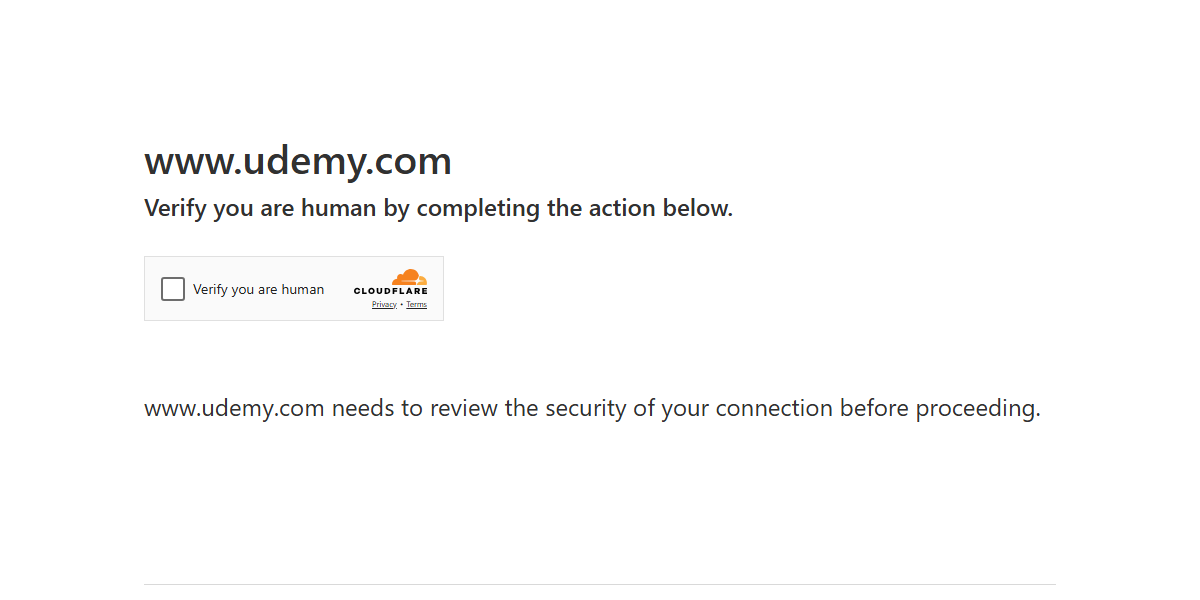 www.udemy.com
Verify you are human by completing the action below.
Verify you are human
CLOUDFLARE
Privacy • Terms
www.udemy.com needs to review the security of your connection before proceeding.